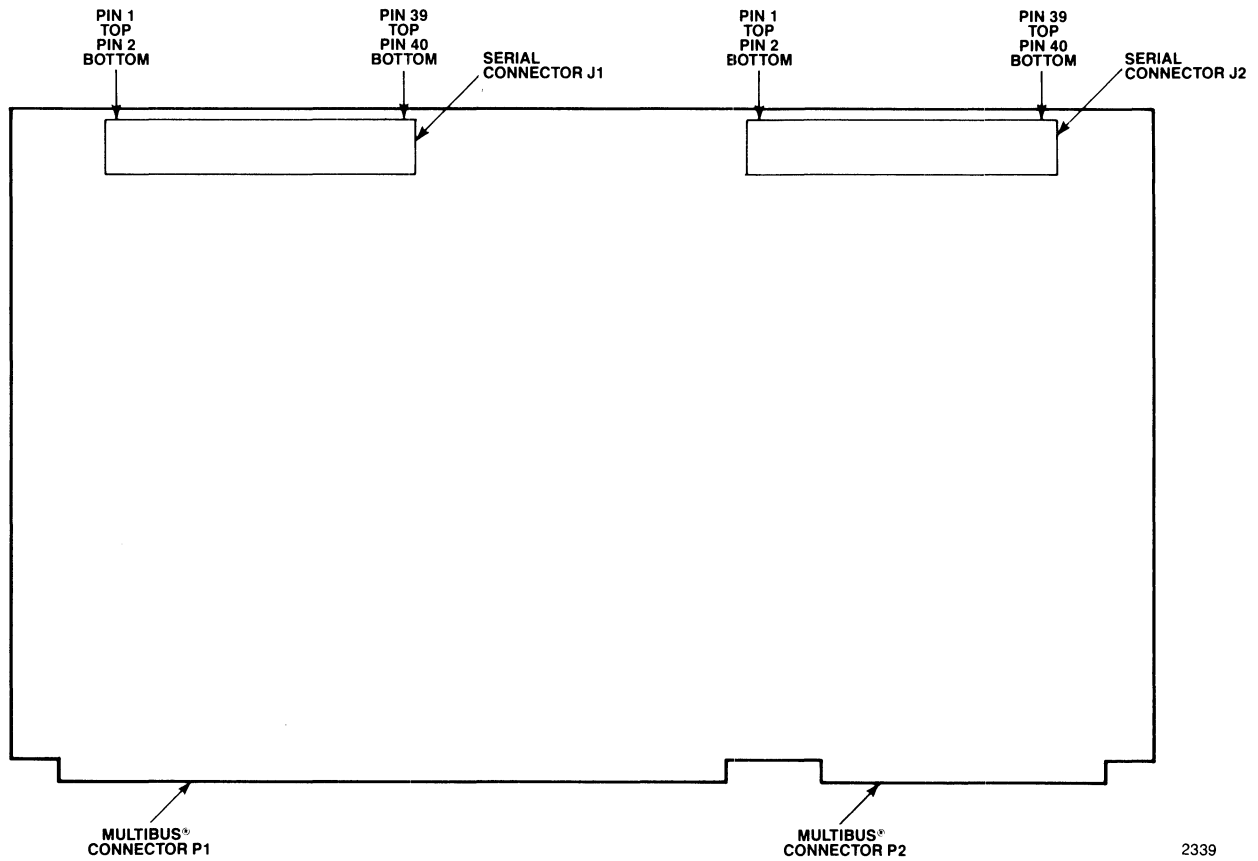 PIN 1
TOP
PIN 2
BOTTOM
PIN 39
TOP
PIN 40
BOTTOM
SERIAL
CONNECTOR J1
PIN 1
TOP
PIN 2
BOTTOM
PIN 39
TOP
PIN 40
BOTTOM
SERIAL
CONNECTOR J2
MULTIBUS®
CONNECTOR P1
MULTIBUS®
CONNECTOR P2
2339